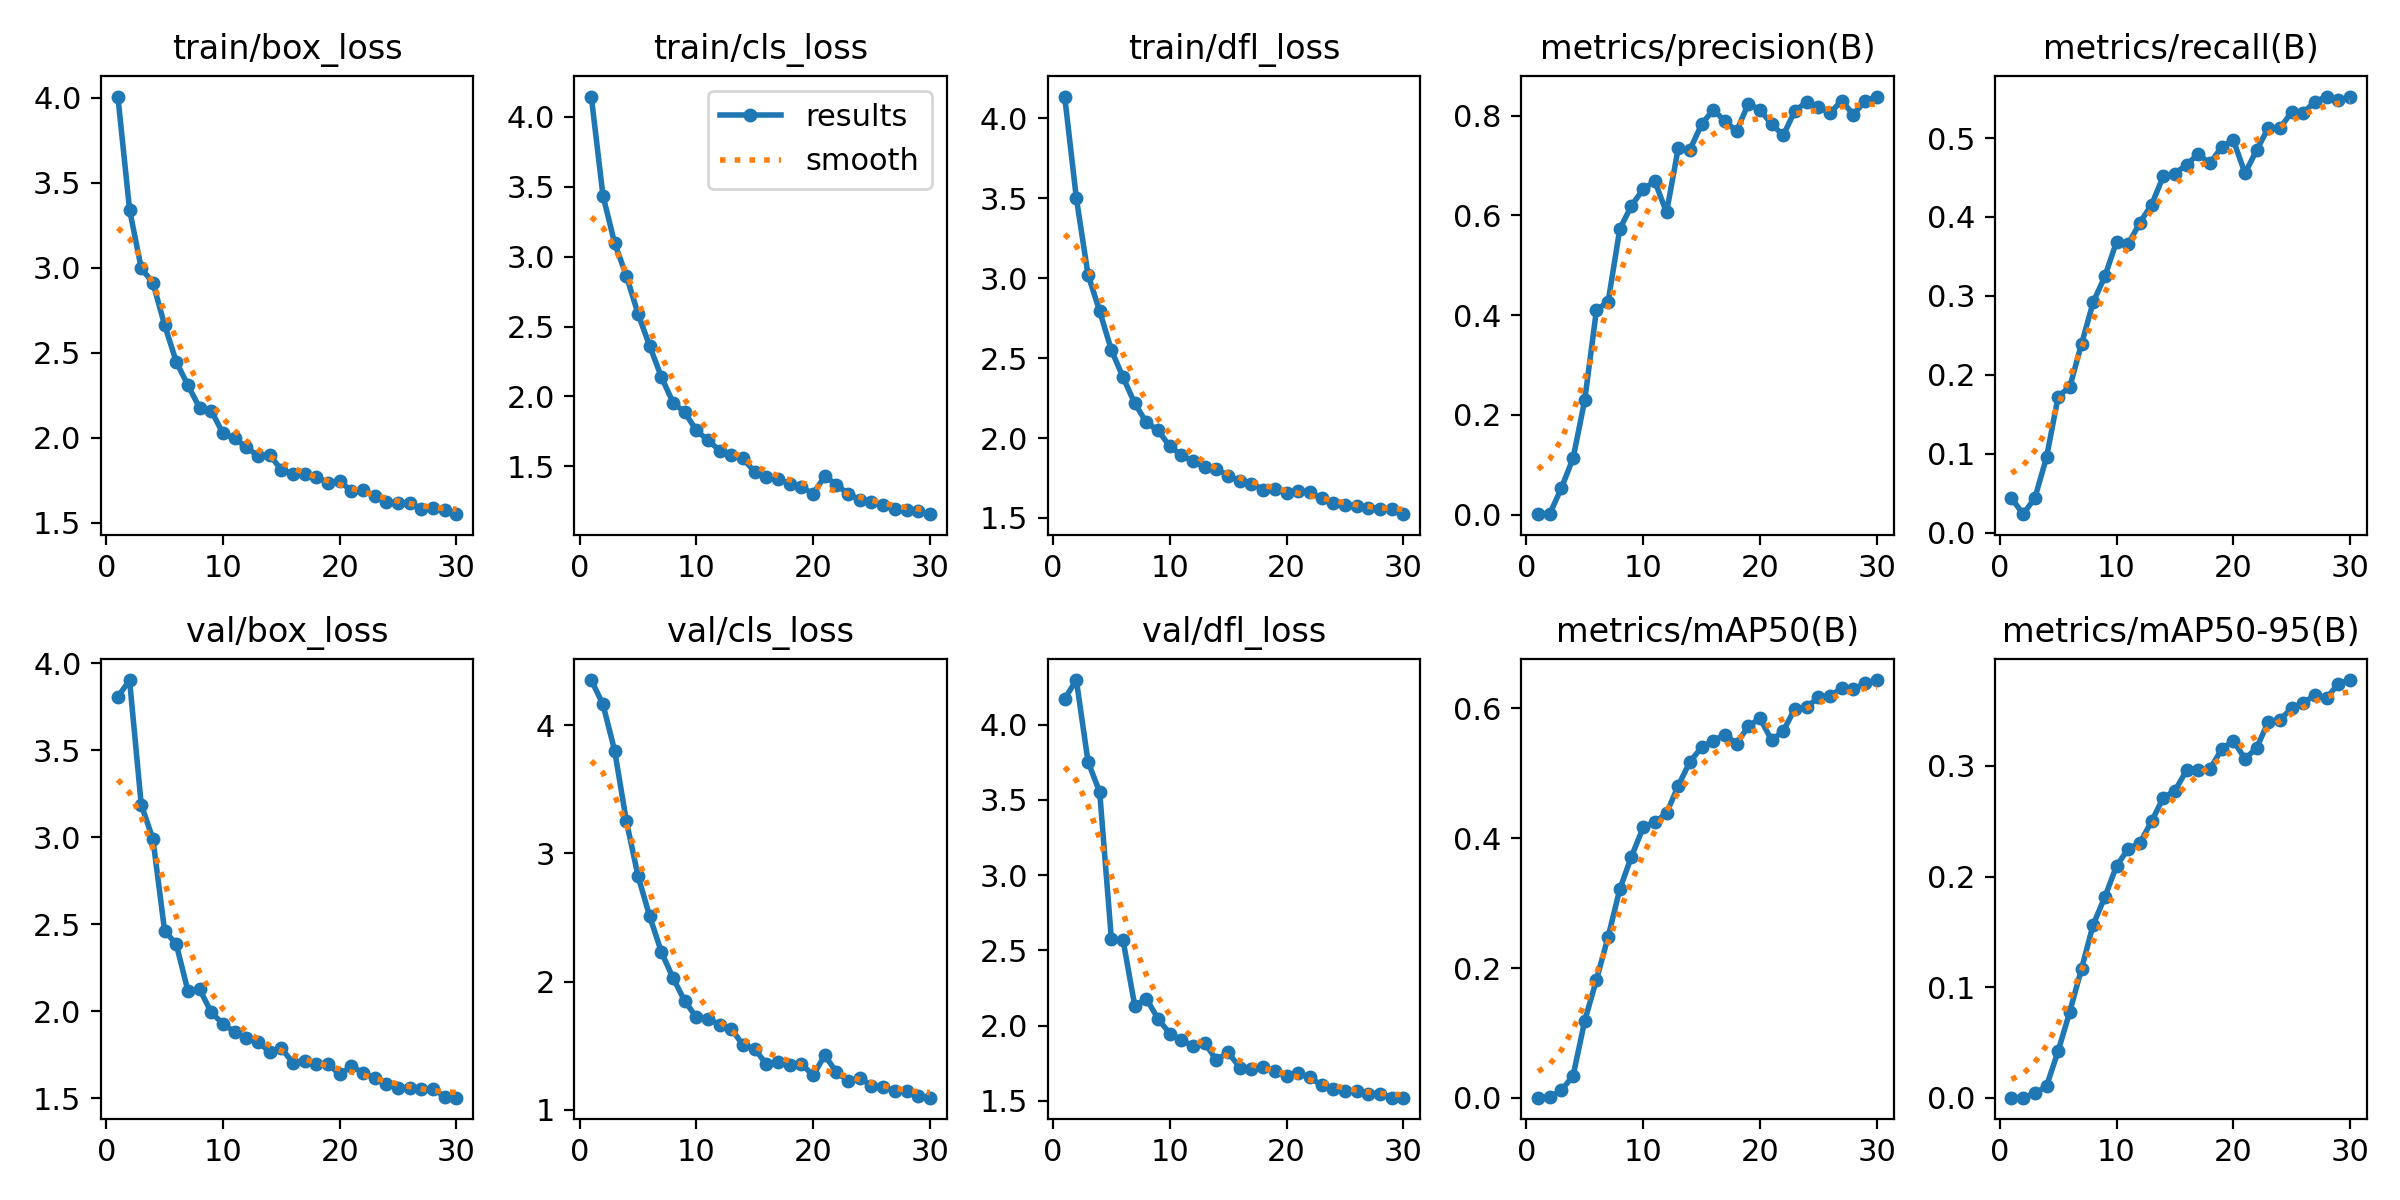 train/box_loss
train/cls_loss
train/dfl_loss
metrics/precision(B)
metrics/recall(B)
4.0
3.5
3.0
2.5
2.0
1.5
0 10 20 30
results
smooth
4.0
3.5
3.0
2.5
2.0
1.5
0 10 20 30
4.0
3.5
3.0
2.5
2.0
1.5
0 10 20 30
0.8
0.6
0.4
0.2
0.0
0 10 20 30
0.5
0.4
0.3
0.2
0.1
0.0
0 10 20 30
val/box_loss
val/cls_loss
val/dfl_loss
metrics/mAP50(B)
metrics/mAP50-95(B)
4.0
3.5
3.0
2.5
2.0
1.5
0 10 20 30
4
3
2
1
0 10 20 30
4.0
3.5
3.0
2.5
2.0
1.5
0 10 20 30
0.6
0.4
0.2
0.0
0 10 20 30
0.3
0.2
0.1
0.0
0 10 20 30